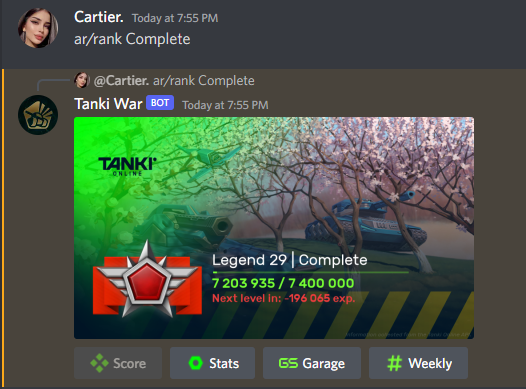 Cartier. Today at 7:55 PM
ar/rank Complete
@Cartier. ar/rank Complete
Tanki War BOT Today at 7:55 PM
TANKI
ONLINE
Legend 29 | Complete
7 203 935 / 7 400 000
Next level in: -196 065 exp.
Score Stats GS Garage # Weekly